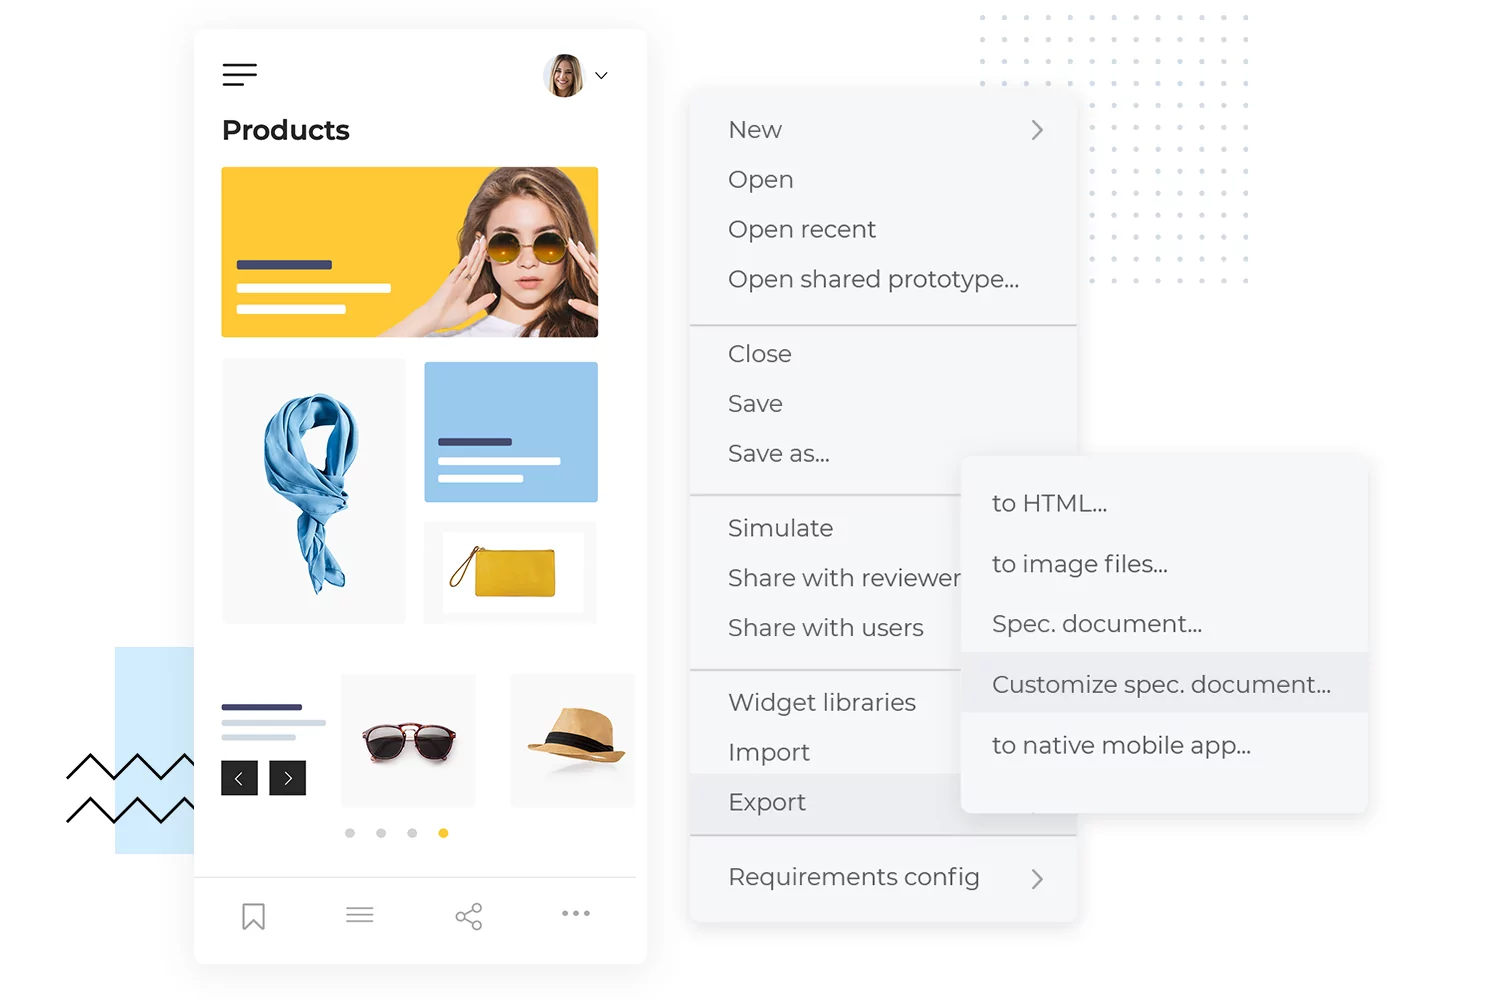 Products
New
Open
Open recent
Open shared prototype...
Close
Save
Save as...
Simulate
Share with reviewer
Share with users
Widget libraries
Import
Export
Requirements config
to HTML...
to image files...
Spec. document...
Customize spec. document...
to native mobile app...